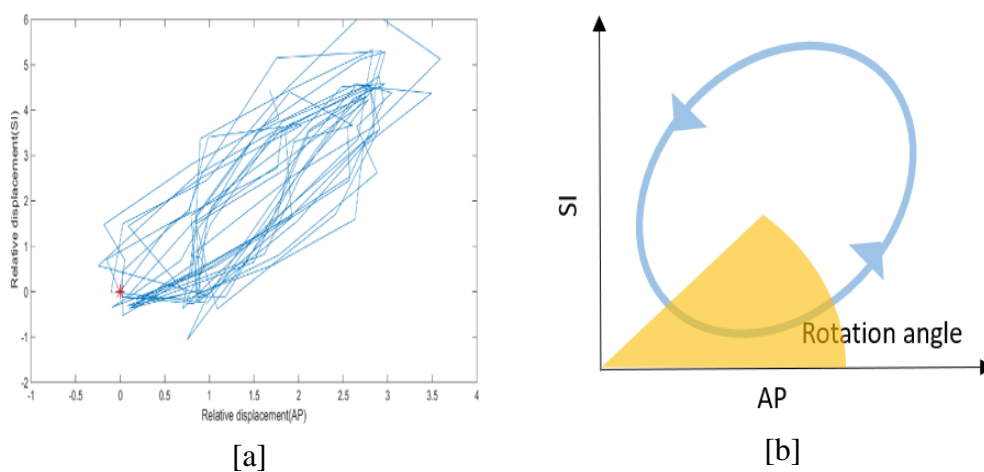 6
5
4
3
2
1
0
-1
-2
Relative displacement(SI)
-1 -0.5 0 0.5 1 1.5 2 2.5 3 3.5 4
Relative displacement(AP)
[a]
SI
Rotation angle
AP
[b]